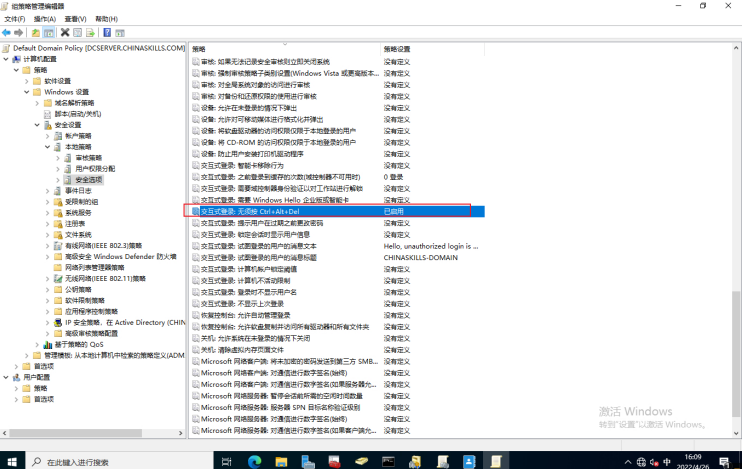 组策略管理编辑器
文件(F) 操作(A) 查看(V) 帮助(H)
Default Domain Policy [DCSERVER.CHINASKILLS.COM]
计算机配置
策略
软件设置
Windows 设置
域名解析策略
脚本(启动/关机)
安全设置
帐户策略
本地策略
审核策略
用户权限分配
安全选项
事件日志
受限制的组
系统服务
注册表
文件系统
有线网络(IEEE 802.3)策略
高级安全 Windows Defender 防火墙
网络列表管理器策略
无线网络(IEEE 802.11)策略
公钥策略
软件限制策略
应用程序控制策略
IP 安全策略，在 Active Directory (CHIN
高级审核策略配置
基于策略的 QoS
管理模板: 从本地计算机中检索的策略定义(ADM
首选项
用户配置
策略
首选项
策略 策略设置
审核: 如果无法记录安全审核则立即关闭系统 没有定义
审核: 强制审核策略子类别设置(Windows Vista 或更高版本... 没有定义
审核: 对全局系统对象的访问进行审核 没有定义
审核: 对备份和还原权限的使用进行审核 没有定义
设备: 允许在未登录的情况下弹出 没有定义
设备: 允许对可移动媒体进行格式化并弹出 没有定义
设备: 将软盘驱动器的访问权限仅限于本地登录的用户 没有定义
设备: 将 CD-ROM 的访问权限仅限于本地登录的用户 没有定义
设备: 防止用户安装打印机驱动程序 没有定义
交互式登录: 智能卡移除行为 没有定义
交互式登录: 之前登录到缓存的次数(域控制器不可用时) 0 登录
交互式登录: 需要域控制器身份验证以对工作站进行解锁 没有定义
交互式登录: 需要 Windows Hello 企业版或智能卡 没有定义
交互式登录: 无须按 Ctrl+Alt+Del 已启用
交互式登录: 提示用户在过期之前更改密码 没有定义
交互式登录: 锁定会话时显示用户信息 没有定义
交互式登录: 试图登录的用户的消息文本 Hello, unauthorized login is ...
交互式登录: 试图登录的用户的消息标题 CHINASKILLS-DOMAIN
交互式登录: 计算机帐户锁定阈值 没有定义
交互式登录: 计算机不活动限制 没有定义
交互式登录: 登录时不显示用户名 没有定义
交互式登录: 不显示上次登录 没有定义
恢复控制台: 允许自动管理登录 没有定义
恢复控制台: 允许软盘复制并访问所有驱动器和所有文件夹 没有定义
关机: 允许系统在未登录的情况下关闭 没有定义
关机: 清除虚拟内存页面文件 没有定义
Microsoft 网络客户端: 将未加密的密码发送到第三方 SMB... 没有定义
Microsoft 网络客户端: 对通信进行数字签名(始终) 没有定义
Microsoft 网络客户端: 对通信进行数字签名(如果服务器允... 没有定义
Microsoft 网络服务器: 暂停会话前所需的空闲时间数量 没有定义
Microsoft 网络服务器: 服务器 SPN 目标名称验证级别 没有定义
Microsoft 网络服务器: 对通信进行数字签名(始终) 没有定义
Microsoft 网络服务器: 对通信进行数字签名(如果客户端允... 没有定义
激活 Windows
转到"设置"以激活 Windows。
在此键入进行搜索
中
16:09
2022/4/26